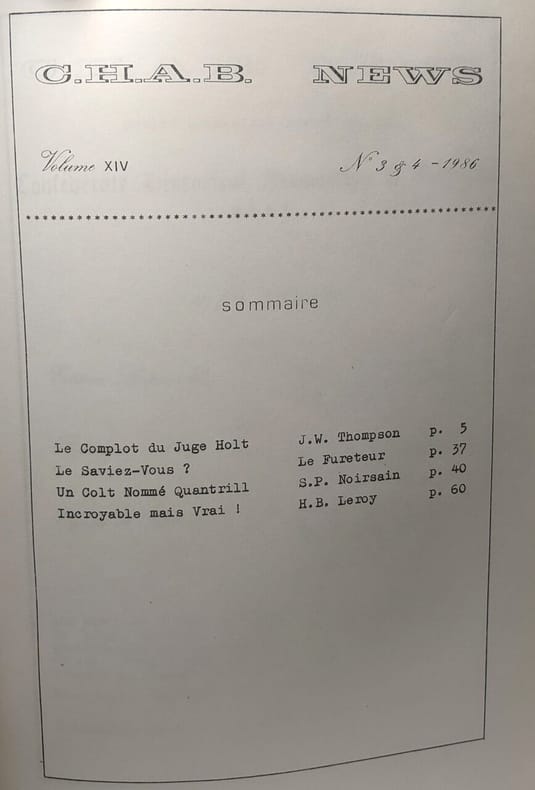 C.H.A.B. NEWS
Volume XIV N° 3 & 4 - 1986
sommaire
Le Complot du Juge Holt J.W. Thompson p. 5
Le Saviez-Vous ? Le Fureteur p. 37
Un Colt Nommé Quantrill S.P. Noirsain p. 40
Incroyable mais Vrai ! H.B. Leroy p. 60